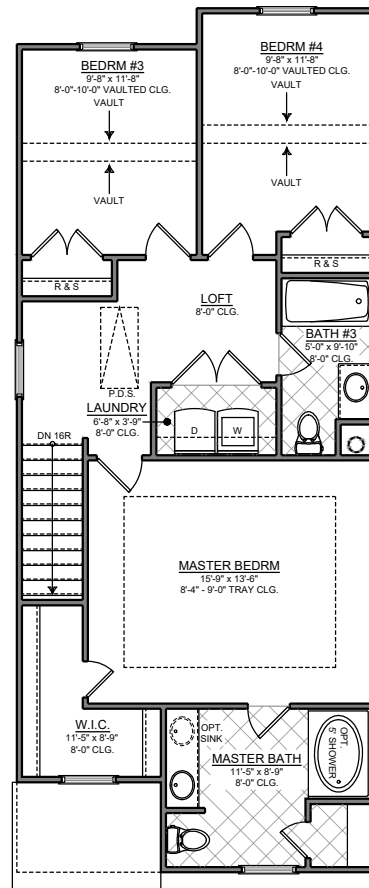 BEDRM #3
9'-8" x 11'-8"
8'-0"-10'-0" VAULTED CLG.
VAULT
VAULT
BEDRM #4
9'-8" x 11'-8"
8'-0"-10'-0" VAULTED CLG.
VAULT
VAULT
R & S
R & S
LOFT
8'-0" CLG.
BATH #3
5'-0" x 9'-10"
8'-0" CLG.
P.D.S.
LAUNDRY
6'-8" x 3'-9"
8'-0" CLG.
D
W
DN 16R
MASTER BEDRM
15'-9" x 13'-6"
8'-4" - 9'-0" TRAY CLG.
W.I.C.
11'-5" x 8'-9"
8'-0" CLG.
OPT.
SINK
MASTER BATH
11'-5" x 8'-9"
8'-0" CLG.
OPT.
5' SHOWER